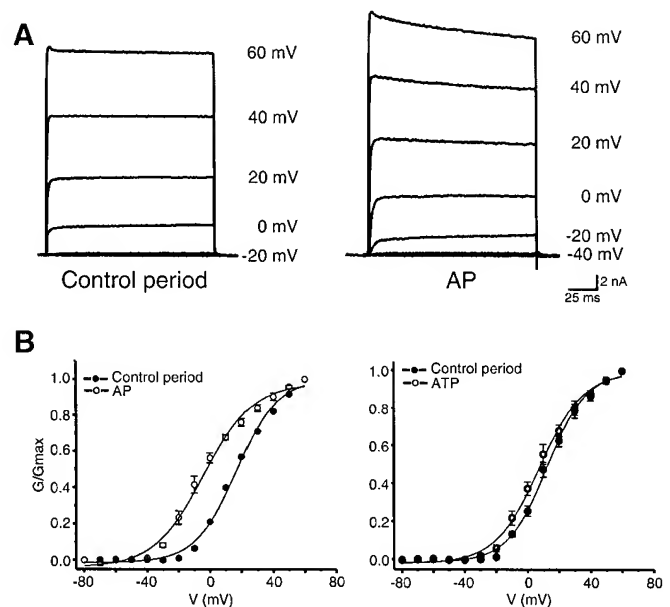 A
60 mV
40 mV
20 mV
0 mV
-20 mV
Control period
60 mV
40 mV
20 mV
0 mV
-20 mV
-40 mV
AP
2 nA
25 ms
B
Control period
AP
G/Gmax
1.0
0.8
0.6
0.4
0.2
0.0
-80
-40
0
40
80
V (mV)
Control period
ATP
1.0
0.8
0.6
0.4
0.2
0.0
-80
-40
0
40
80
V (mV)